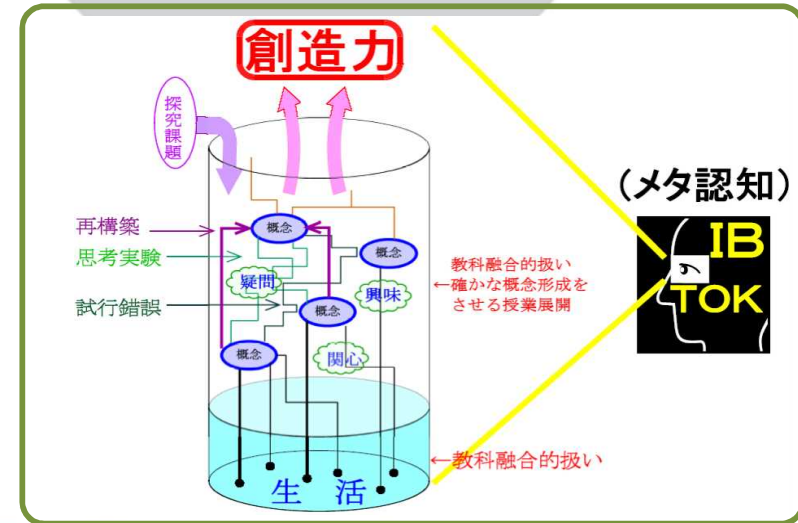 創造力
探究課題
(メタ認知)
IB
TOK
再構築
思考実験
試行錯誤
概念
概念
疑問
興味
概念
概念
関心
教科融合的扱い
←確かな概念形成を
させる授業展開
←教科融合的扱い
生 活